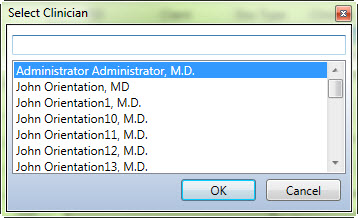 Select Clinician
Administrator Administrator, M.D.
John Orientation, MD
John Orientation1, M.D.
John Orientation10, M.D.
John Orientation11, M.D.
John Orientation12, M.D.
John Orientation13, M.D.
OK
Cancel